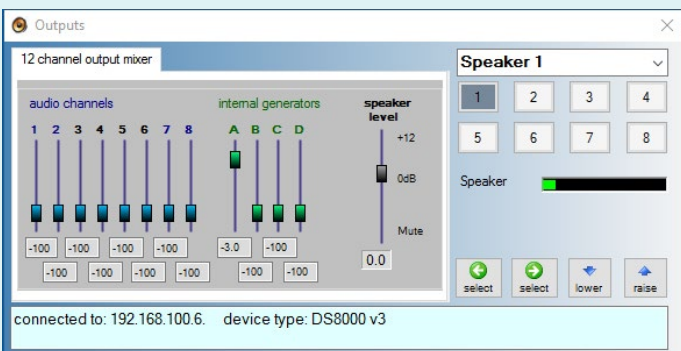 Outputs
12 channel output mixer
audio channels
internal generators
speaker
level
1 2 3 4 5 6 7 8
A B C D
+12
0dB
Mute
-100 -100 -100 -100
-3.0 -100
-100 -100 -100 -100
-100 -100
0.0
Speaker 1
1 2 3 4
5 6 7 8
Speaker
select select lower raise
connected to: 192.168.100.6. device type: DS8000 v3